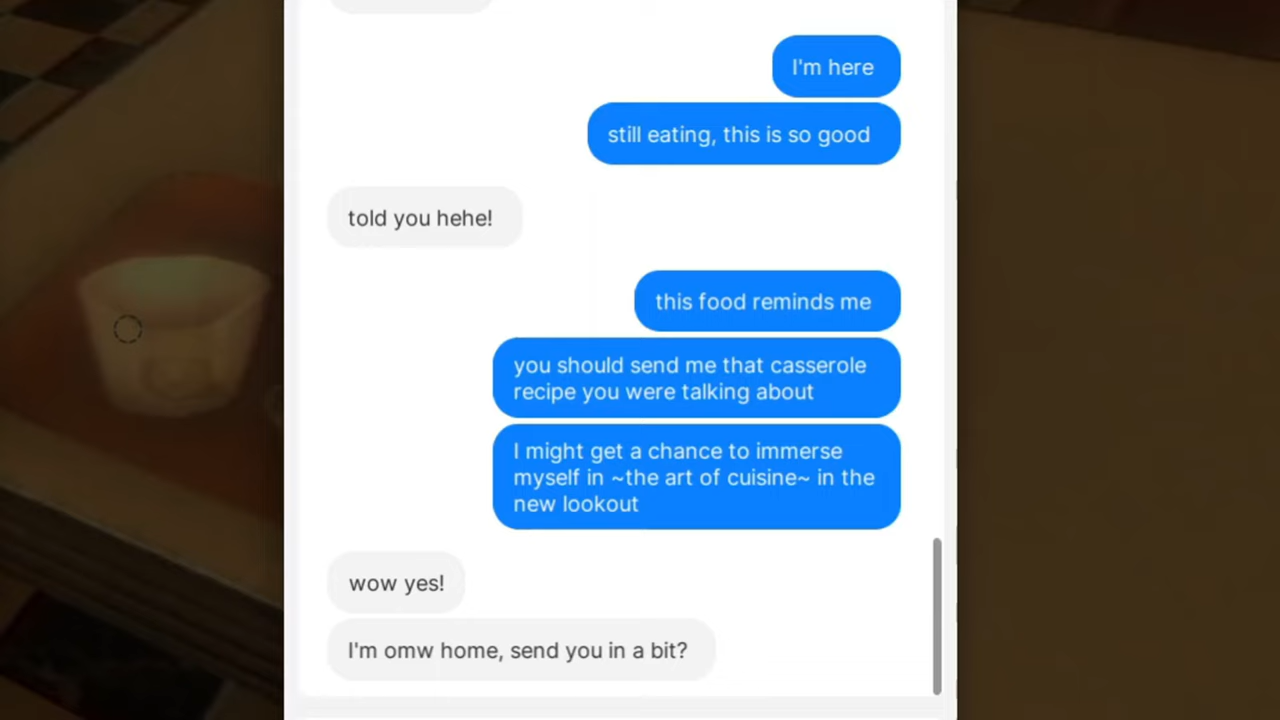 I'm here
still eating, this is so good
told you hehe!
this food reminds me
you should send me that casserole
recipe you were talking about
I might get a chance to immerse
myself in ~the art of cuisine~ in the
new lookout
wow yes!
I'm omw home, send you in a bit?